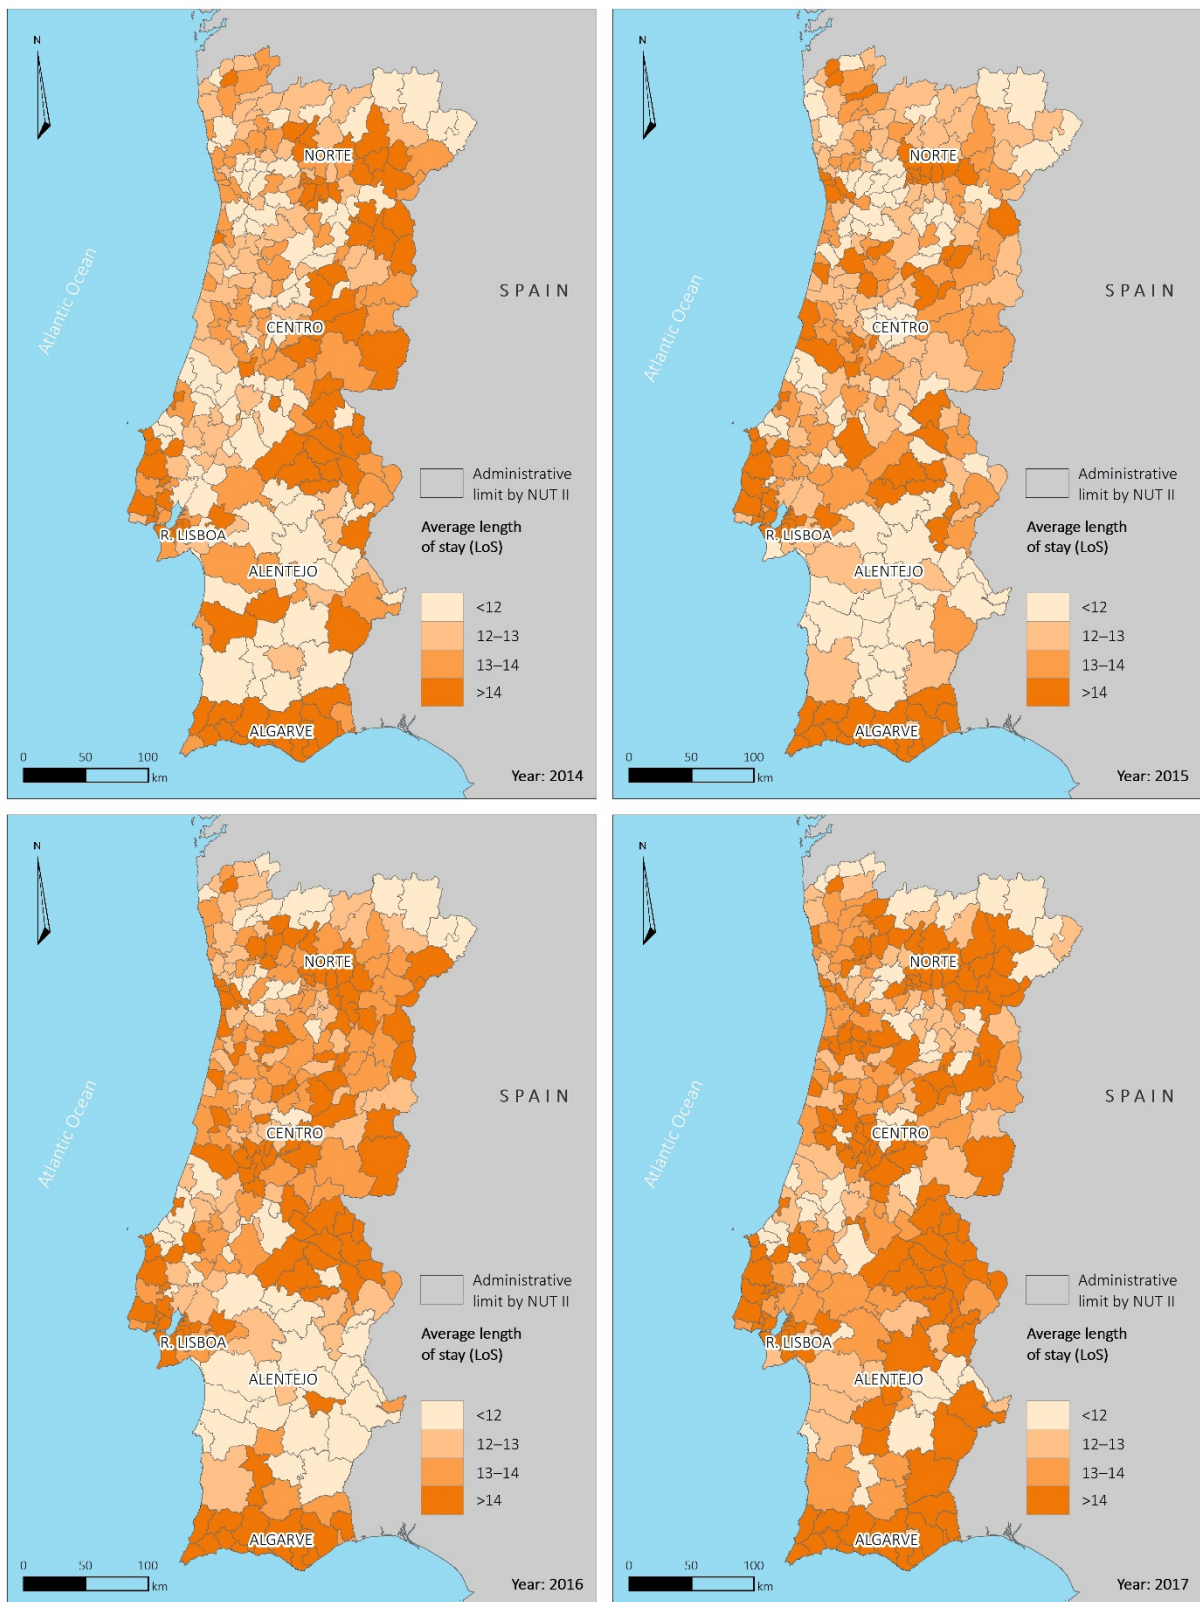 N
NORTE
Atlantic Ocean
SPAIN
CENTRO
Administrative
limit by NUT II
Average length
of stay (LoS)
R. LISBOA
ALENTEJO
<12
12–13
13–14
>14
ALGARVE
0 50 100
km
Year: 2014
N
NORTE
Atlantic Ocean
SPAIN
CENTRO
Administrative
limit by NUT II
Average length
of stay (LoS)
R. LISBOA
ALENTEJO
<12
12–13
13–14
>14
ALGARVE
0 50 100
km
Year: 2015
N
NORTE
Atlantic Ocean
SPAIN
CENTRO
Administrative
limit by NUT II
Average length
of stay (LoS)
R. LISBOA
ALENTEJO
<12
12–13
13–14
>14
ALGARVE
0 50 100
km
Year: 2016
N
NORTE
Atlantic Ocean
SPAIN
CENTRO
Administrative
limit by NUT II
Average length
of stay (LoS)
R. LISBOA
ALENTEJO
<12
12–13
13–14
>14
ALGARVE
0 50 100
km
Year: 2017